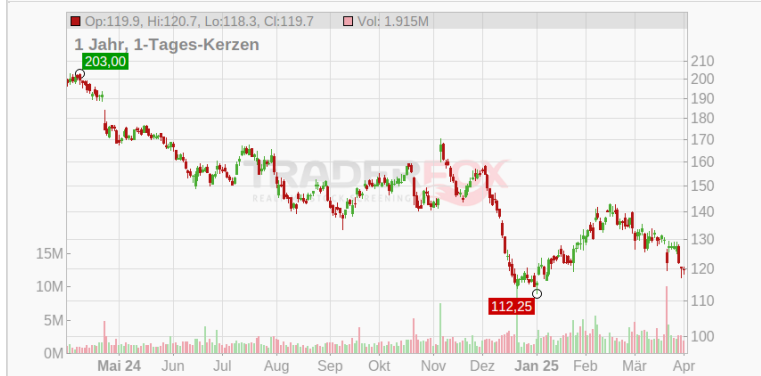 Op:119.9, Hi:120.7, Lo:118.3, Cl:119.7 Vol: 1.915M
1 Jahr, 1-Tages-Kerzen
203,00
210
200
190
180
170
160
TRADERFOX
150
140
130
15M
120
10M
112,25
110
5M
100
0M
Mai 24 Jun Jul Aug Sep Okt Nov Dez Jan 25 Feb Mär Apr